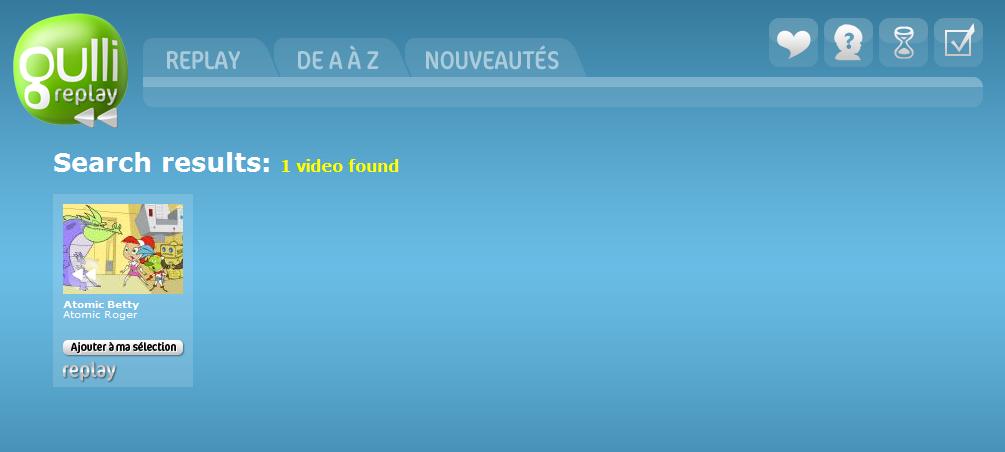 gulli
replay
REPLAY DE A À Z NOUVEAUTÉS
?
Search results: 1 video found
Atomic Betty
Atomic Roger
Ajouter à ma sélection
replay